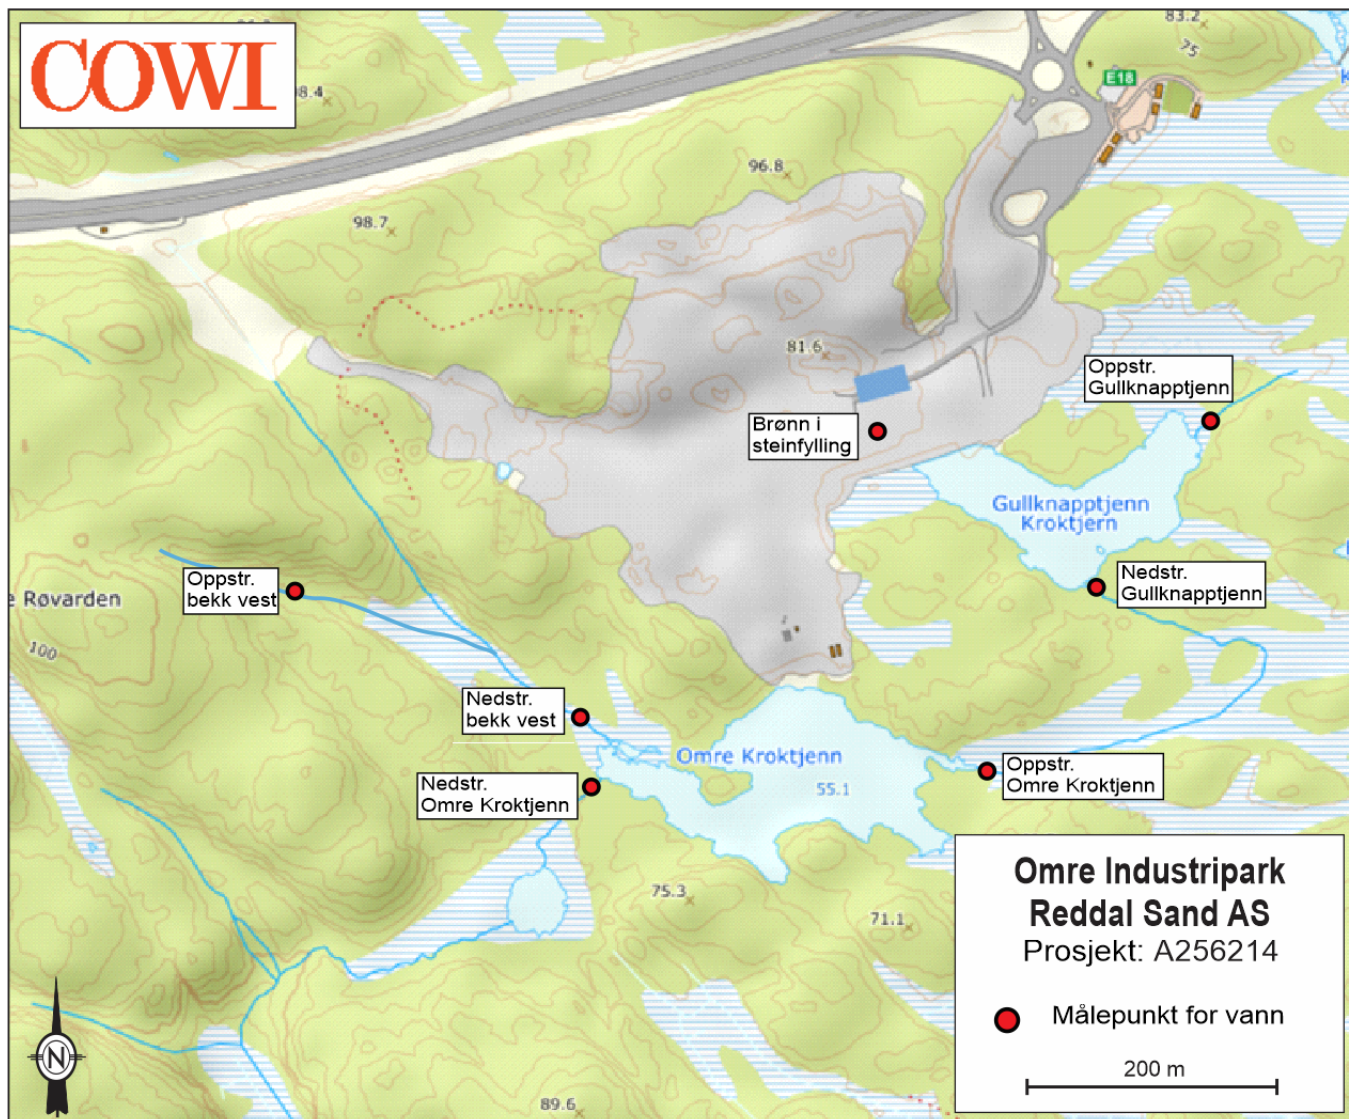 COWI
83.2
75
E18
98.4
96.8
98.7
81.6
Oppstr.
Gullknapptjenn
Brønn i
steinfylling
Gullknapptjenn
Kroktjern
Oppstr.
bekk vest
Nedstr.
Gullknapptjenn
e Røvarden
100
Nedstr.
bekk vest
Omre Kroktjenn
55.1
Nedstr.
Omre Kroktjenn
Oppstr.
Omre Kroktjenn
75.3
71.1
89.6
N
Omre Industripark
Reddal Sand AS
Prosjekt: A256214
Målepunkt for vann
200 m